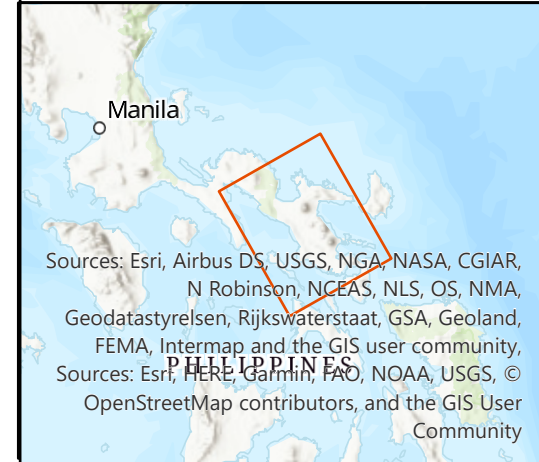 Manila
Sources: Esri, Airbus DS, USGS, NGA, NASA, CGIAR,
N Robinson, NCEAS, NLS, OS, NMA,
Geodatastyrelsen, Rijkswaterstaat, GSA, Geoland,
FEMA, Intermap and the GIS user community,
PHILIPPINES
Sources: Esri, HERE, Garmin, FAO, NOAA, USGS, ©
OpenStreetMap contributors, and the GIS User
Community